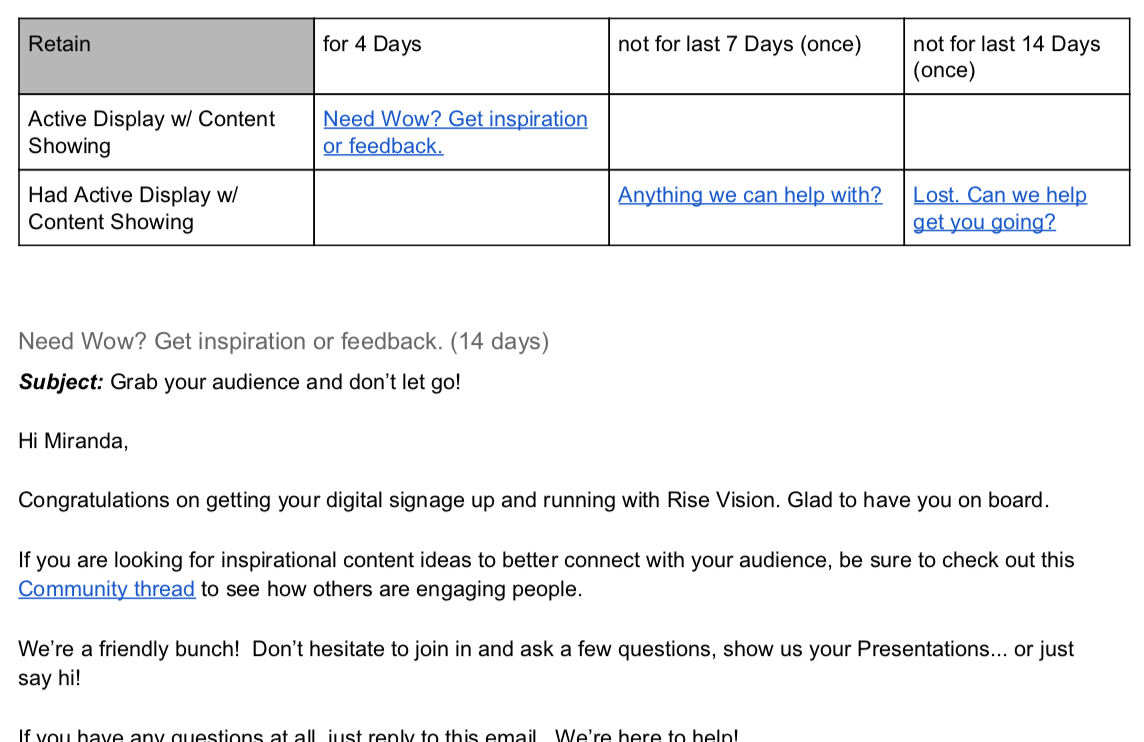 Retain
for 4 Days
not for last 7 Days (once)
not for last 14 Days
(once)
Active Display w/ Content
Showing
Need Wow? Get inspiration
or feedback.
Had Active Display w/
Content Showing
Anything we can help with?
Lost. Can we help
get you going?
Need Wow? Get inspiration or feedback. (14 days)
Subject: Grab your audience and don’t let go!
Hi Miranda,
Congratulations on getting your digital signage up and running with Rise Vision. Glad to have you on board.
If you are looking for inspirational content ideas to better connect with your audience, be sure to check out this
Community thread to see how others are engaging people.
We’re a friendly bunch!  Don’t hesitate to join in and ask a few questions, show us your Presentations... or just
say hi!
If you have any questions at all, just reply to this email.  We’re here to help!